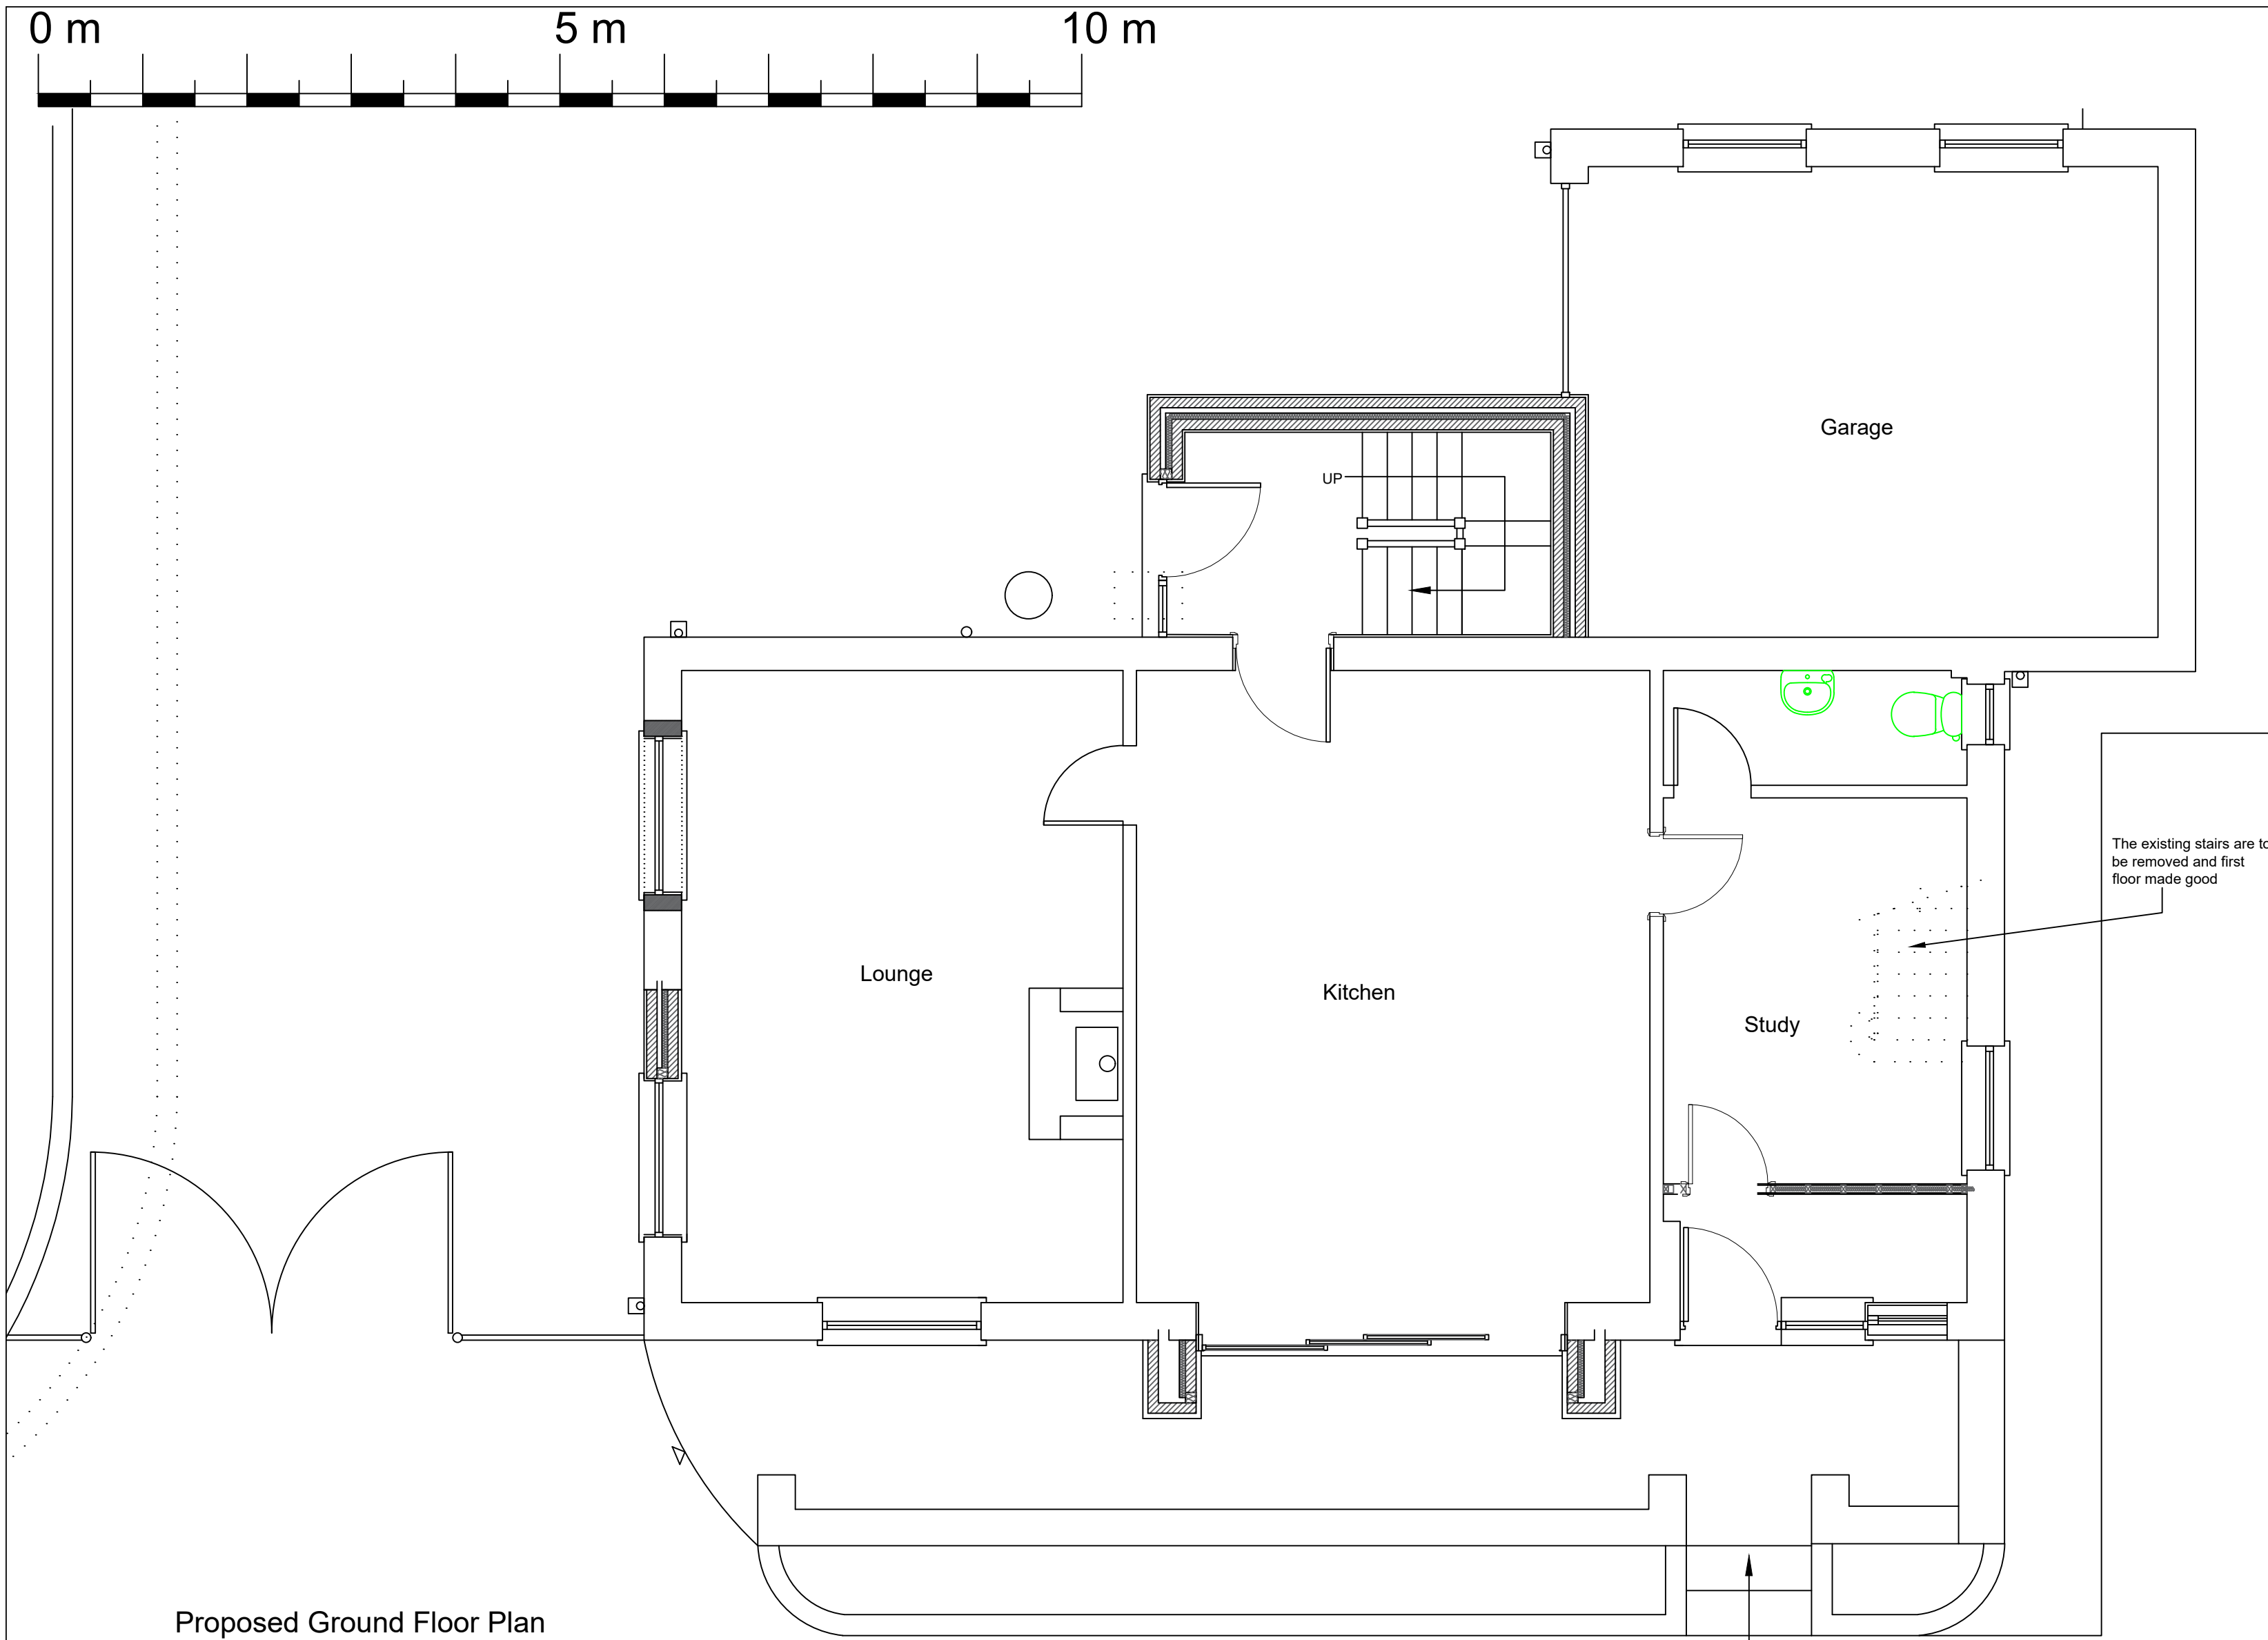 0 m 5 m 10 m
Garage
UP
The existing stairs are to
be removed and first
floor made good
Lounge
Kitchen
Study
Proposed Ground Floor Plan